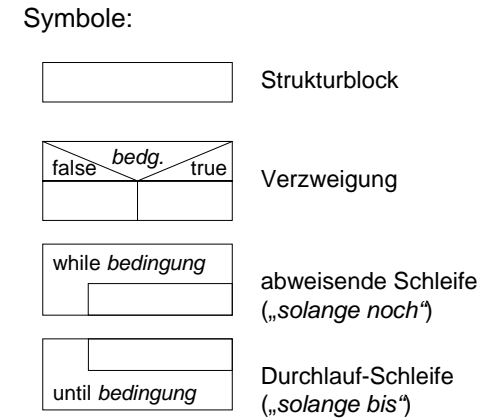 Symbole:
Strukturblock
false bedg. true
Verzweigung
while bedingung
abweisende Schleife
(„solange noch“)
until bedingung
Durchlauf-Schleife
(„solange bis“)